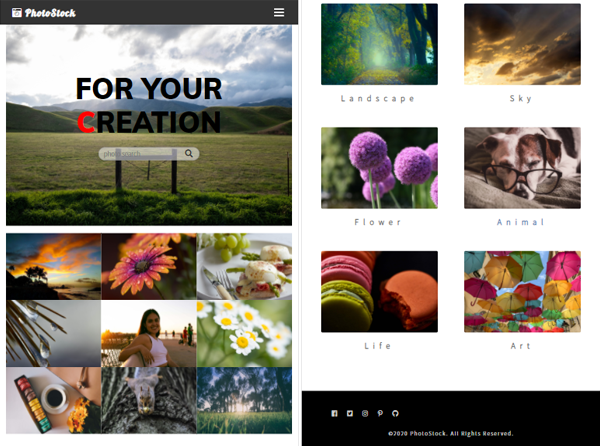 PhotoStock
FOR YOUR
CREATION
photo search
Landscape
Sky
Flower
Animal
Life
Art
©2020 PhotoStock. All Rights Reserved.